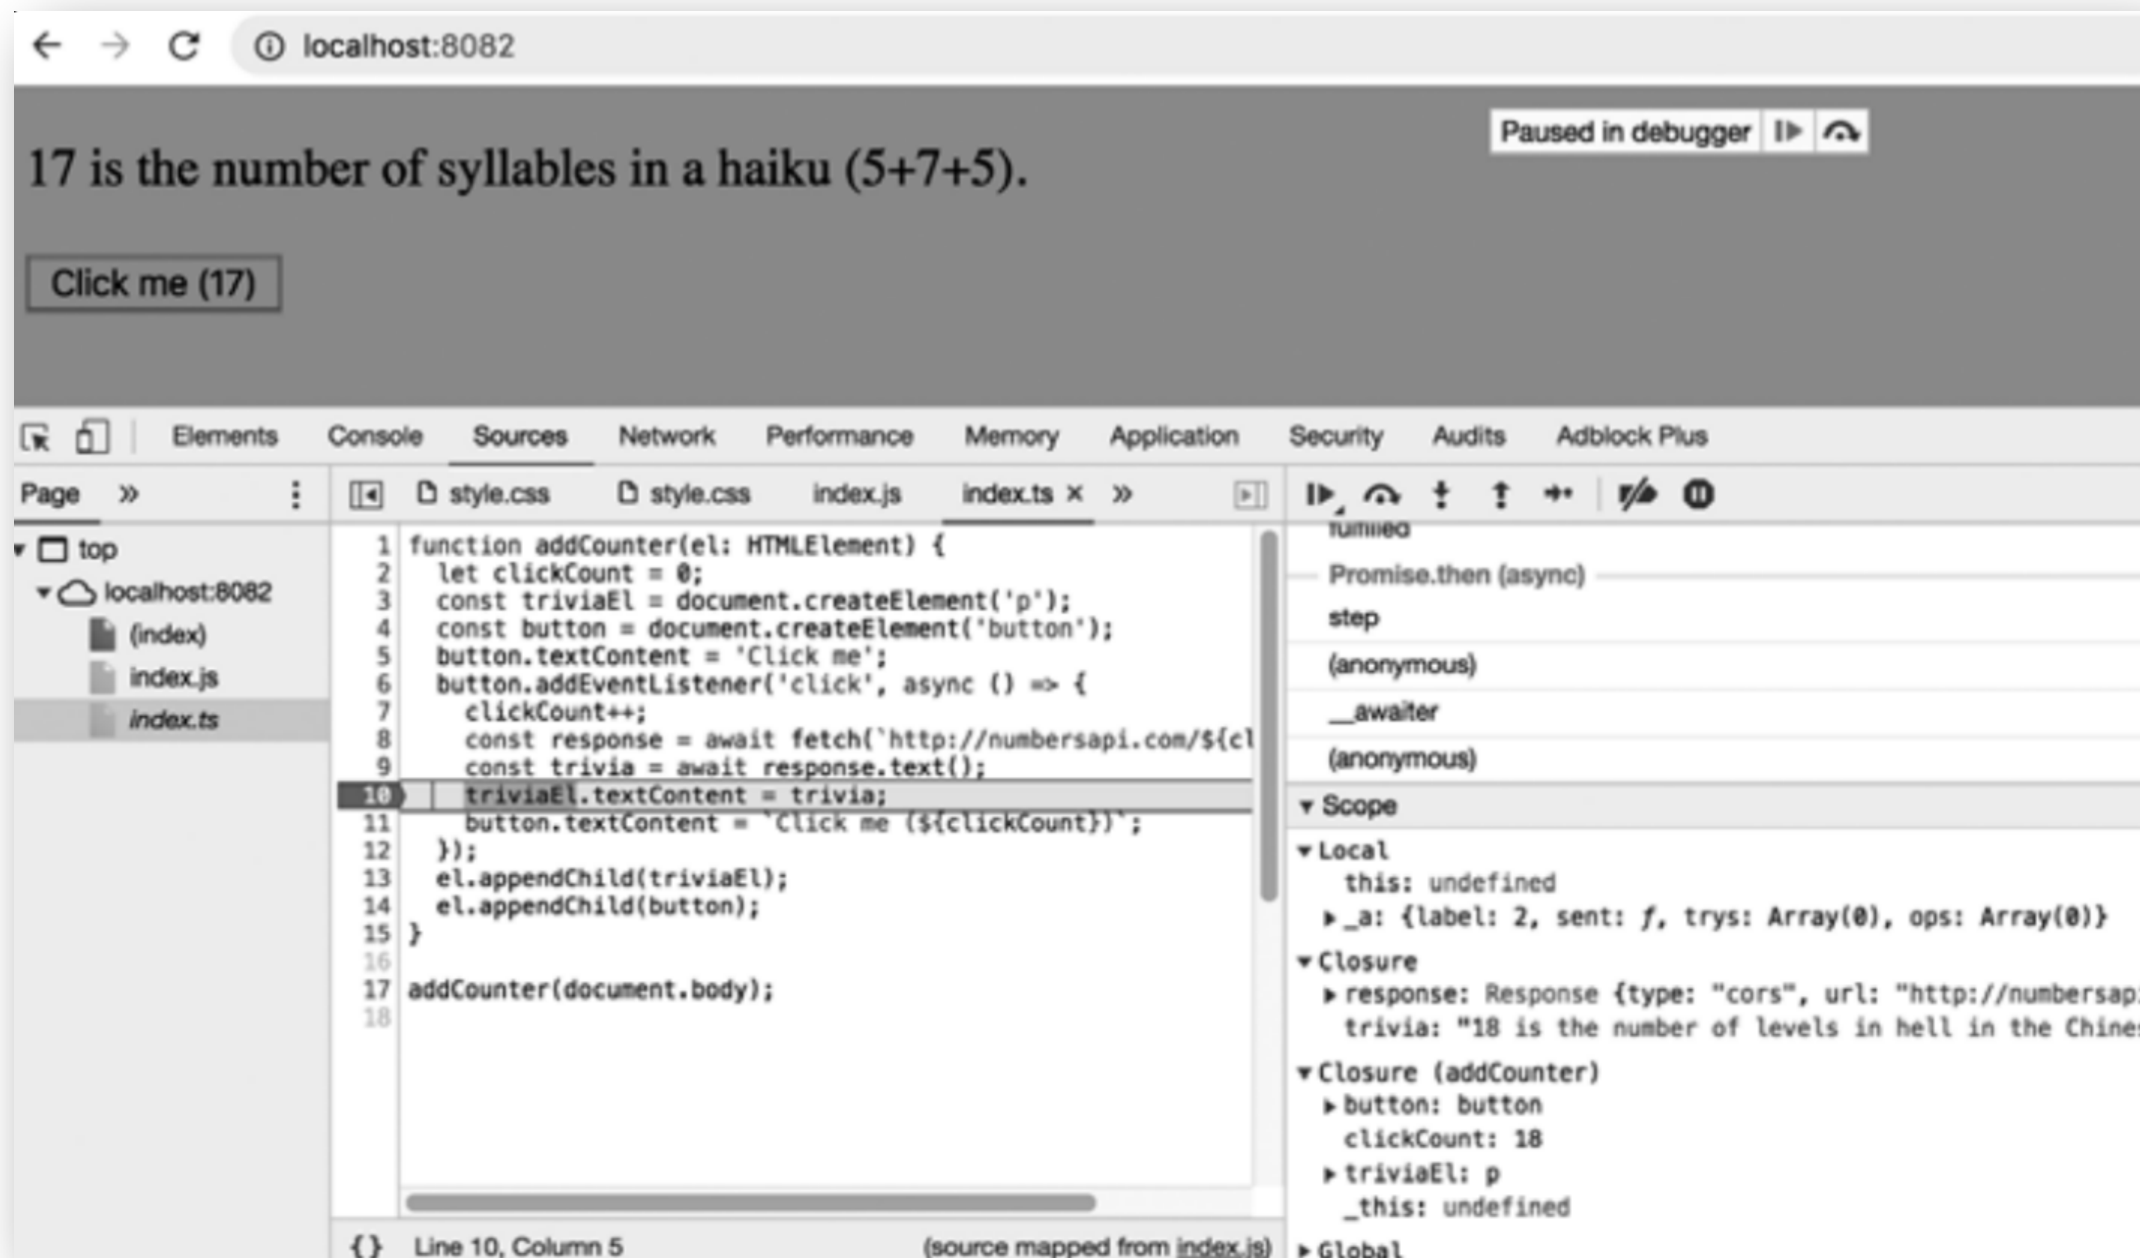 localhost:8082
Paused in debugger
17 is the number of syllables in a haiku (5+7+5).
Click me (17)
Elements Console Sources Network Performance Memory Application Security Audits Adblock Plus
Page » style.css style.css index.js index.ts × »
top
localhost:8082
(index)
index.js
index.ts
1 function addCounter(el: HTMLElement) {
2 let clickCount = 0;
3 const triviaEl = document.createElement('p');
4 const button = document.createElement('button');
5 button.textContent = 'Click me';
6 button.addEventListener('click', async () => {
7 clickCount++;
8 const response = await fetch(`http://numbersapi.com/${cl
9 const trivia = await response.text();
10 triviaEl.textContent = trivia;
11 button.textContent = `Click me (${clickCount})`;
12 });
13 el.appendChild(triviaEl);
14 el.appendChild(button);
15 }
16
17 addCounter(document.body);
18
{} Line 10, Column 5 (source mapped from index.js)
fulfilled
Promise.then (async)
step
(anonymous)
__awaiter
(anonymous)
Scope
Local
this: undefined
_a: {label: 2, sent: ƒ, trys: Array(0), ops: Array(0)}
Closure
response: Response {type: "cors", url: "http://numbersap
trivia: "18 is the number of levels in hell in the Chine
Closure (addCounter)
button: button
clickCount: 18
triviaEl: p
_this: undefined
Global